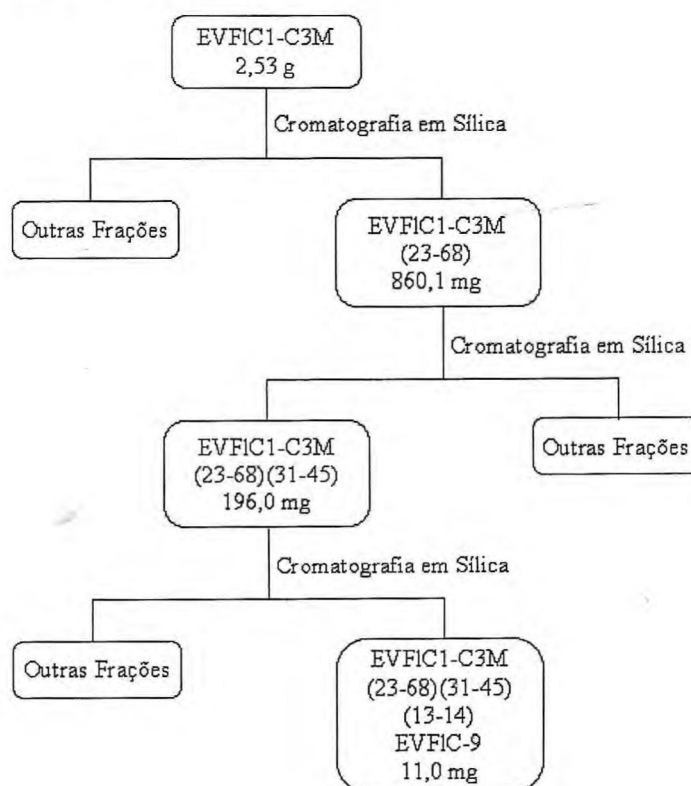 EVFlC1-C3M
2,53 g
Cromatografia em Sílica
Outras Frações
EVFlC1-C3M
(23-68)
860,1 mg
Cromatografia em Sílica
EVFlC1-C3M
(23-68)(31-45)
196,0 mg
Outras Frações
Cromatografia em Sílica
Outras Frações
EVFlC1-C3M
(23-68)(31-45)
(13-14)
EVFlC-9
11,0 mg